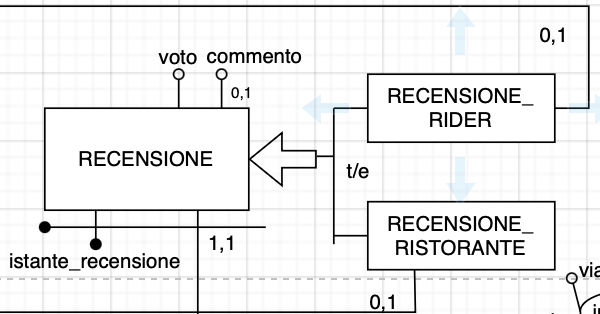 0,1
voto commento
0,1
RECENSIONE_
RIDER
RECENSIONE
t/e
RECENSIONE_
RISTORANTE
1,1
istante_recensione
via
0,1